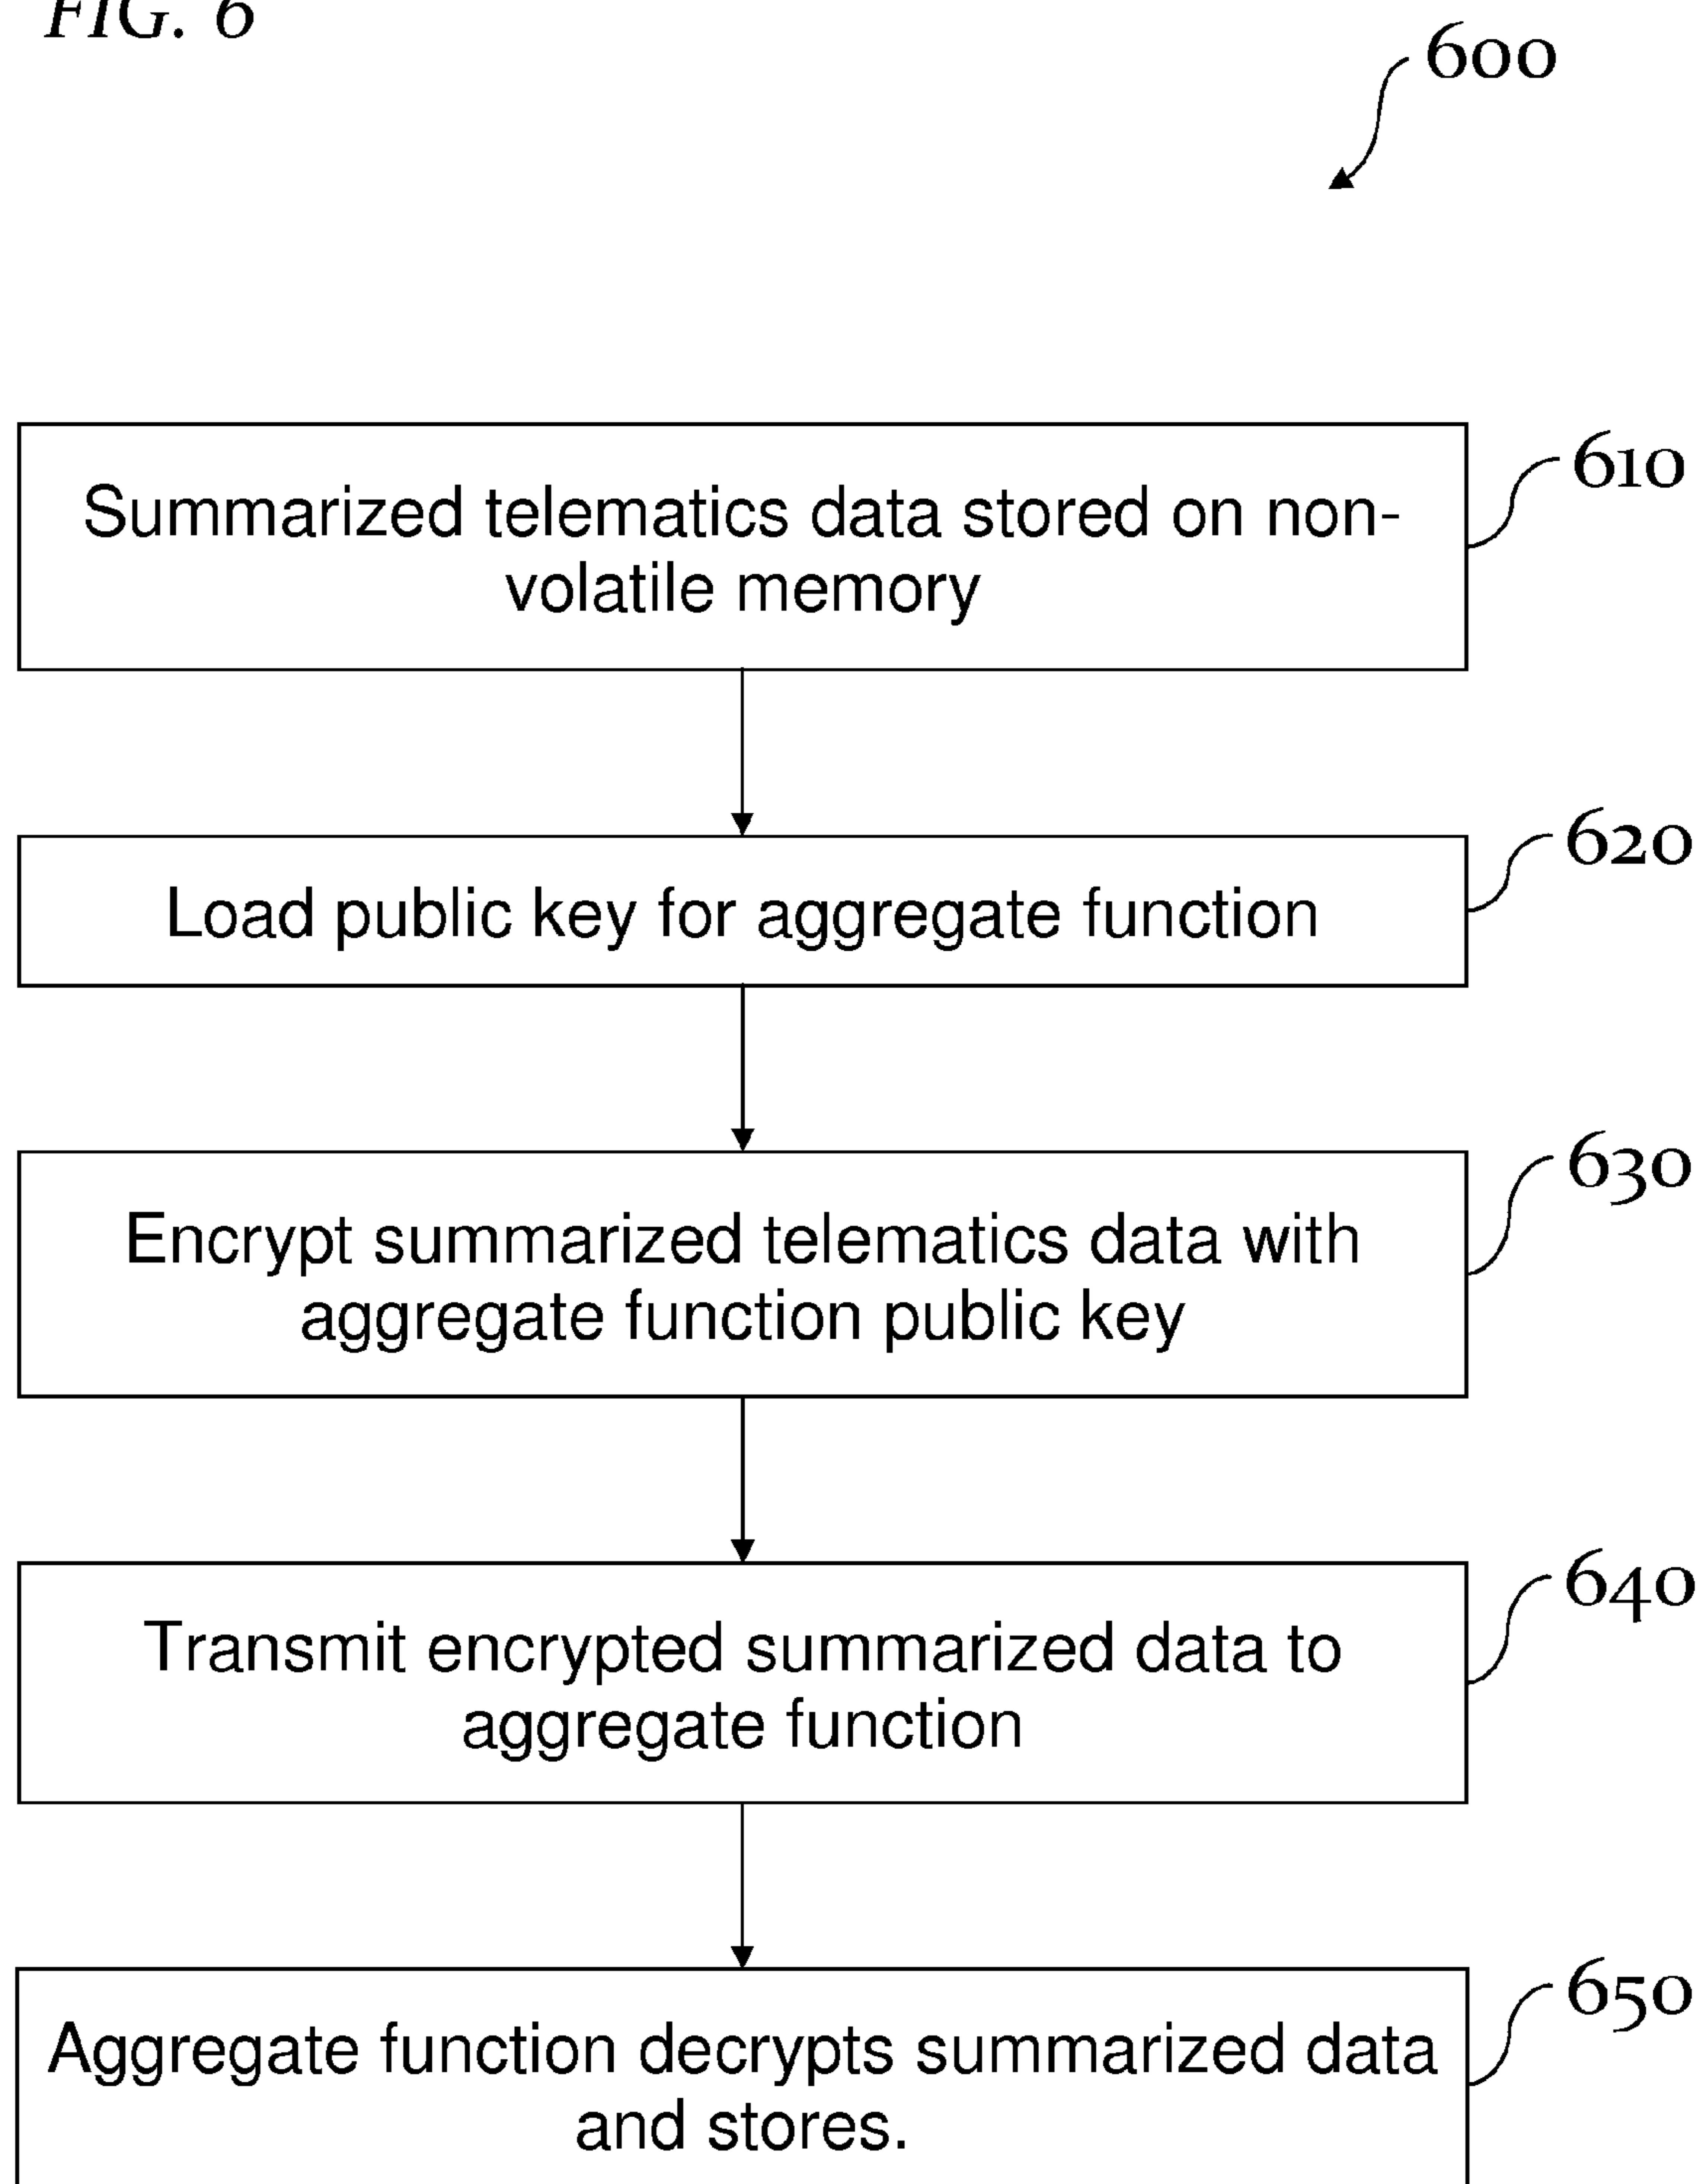 FIG. 6
600
Summarized telematics data stored on non-
volatile memory
610
Load public key for aggregate function
620
Encrypt summarized telematics data with
aggregate function public key
630
Transmit encrypted summarized data to
aggregate function
640
Aggregate function decrypts summarized data
and stores.
650